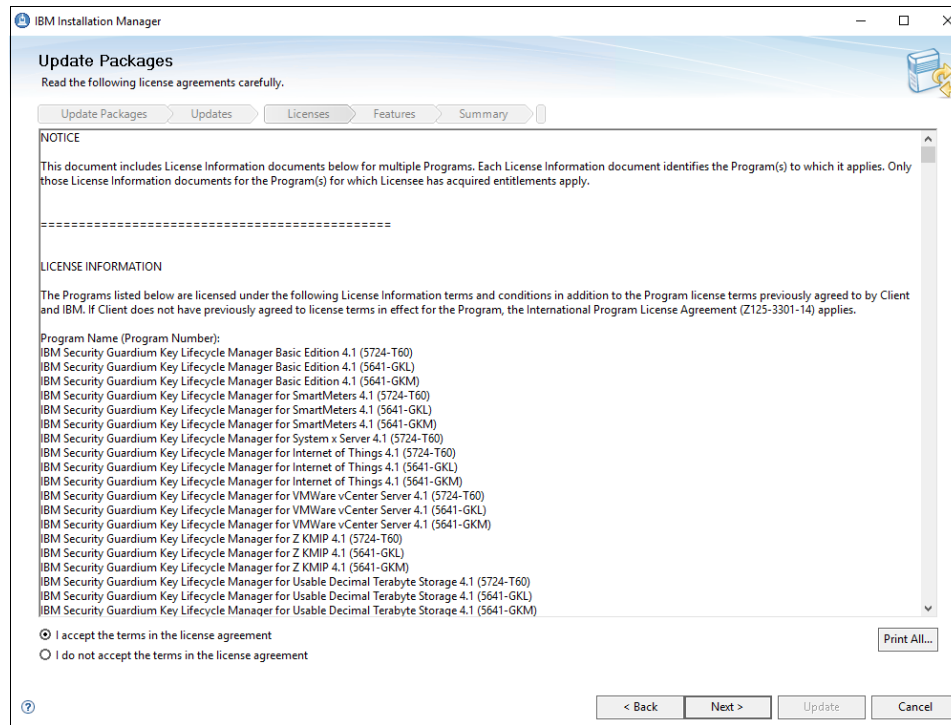 IBM Installation Manager
Update Packages
Read the following license agreements carefully.
Update Packages
Updates
Licenses
Features
Summary
NOTICE
This document includes License Information documents below for multiple Programs. Each License Information document identifies the Program(s) to which it applies. Only
those License Information documents for the Program(s) for which Licensee has acquired entitlements apply.
==============================================
LICENSE INFORMATION
The Programs listed below are licensed under the following License Information terms and conditions in addition to the Program license terms previously agreed to by Client
and IBM. If Client does not have previously agreed to license terms in effect for the Program, the International Program License Agreement (Z125-3301-14) applies.
Program Name (Program Number):
IBM Security Guardium Key Lifecycle Manager Basic Edition 4.1 (5724-T60)
IBM Security Guardium Key Lifecycle Manager Basic Edition 4.1 (5641-GKL)
IBM Security Guardium Key Lifecycle Manager Basic Edition 4.1 (5641-GKM)
IBM Security Guardium Key Lifecycle Manager for SmartMeters 4.1 (5724-T60)
IBM Security Guardium Key Lifecycle Manager for SmartMeters 4.1 (5641-GKL)
IBM Security Guardium Key Lifecycle Manager for SmartMeters 4.1 (5641-GKM)
IBM Security Guardium Key Lifecycle Manager for System x Server 4.1 (5724-T60)
IBM Security Guardium Key Lifecycle Manager for Internet of Things 4.1 (5724-T60)
IBM Security Guardium Key Lifecycle Manager for Internet of Things 4.1 (5641-GKL)
IBM Security Guardium Key Lifecycle Manager for Internet of Things 4.1 (5641-GKM)
IBM Security Guardium Key Lifecycle Manager for VMWare vCenter Server 4.1 (5724-T60)
IBM Security Guardium Key Lifecycle Manager for VMWare vCenter Server 4.1 (5641-GKL)
IBM Security Guardium Key Lifecycle Manager for VMWare vCenter Server 4.1 (5641-GKM)
IBM Security Guardium Key Lifecycle Manager for Z KMIP 4.1 (5724-T60)
IBM Security Guardium Key Lifecycle Manager for Z KMIP 4.1 (5641-GKL)
IBM Security Guardium Key Lifecycle Manager for Z KMIP 4.1 (5641-GKM)
IBM Security Guardium Key Lifecycle Manager for Usable Decimal Terabyte Storage 4.1 (5724-T60)
IBM Security Guardium Key Lifecycle Manager for Usable Decimal Terabyte Storage 4.1 (5641-GKL)
IBM Security Guardium Key Lifecycle Manager for Usable Decimal Terabyte Storage 4.1 (5641-GKM)
I accept the terms in the license agreement
Print All...
I do not accept the terms in the license agreement
?
< Back
Next >
Update
Cancel